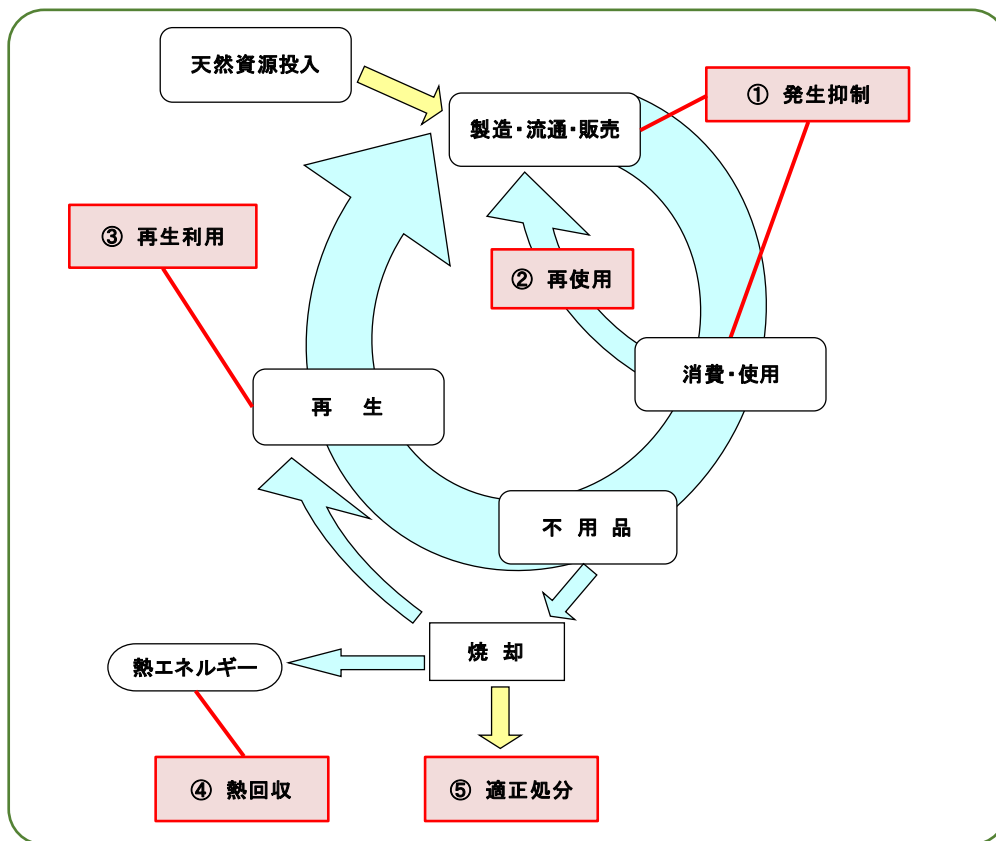 天然資源投入
① 発生抑制
製造・流通・販売
③ 再生利用
② 再使用
消費・使用
再 生
不 用 品
焼 却
熱エネルギー
④ 熱回収
⑤ 適正処分